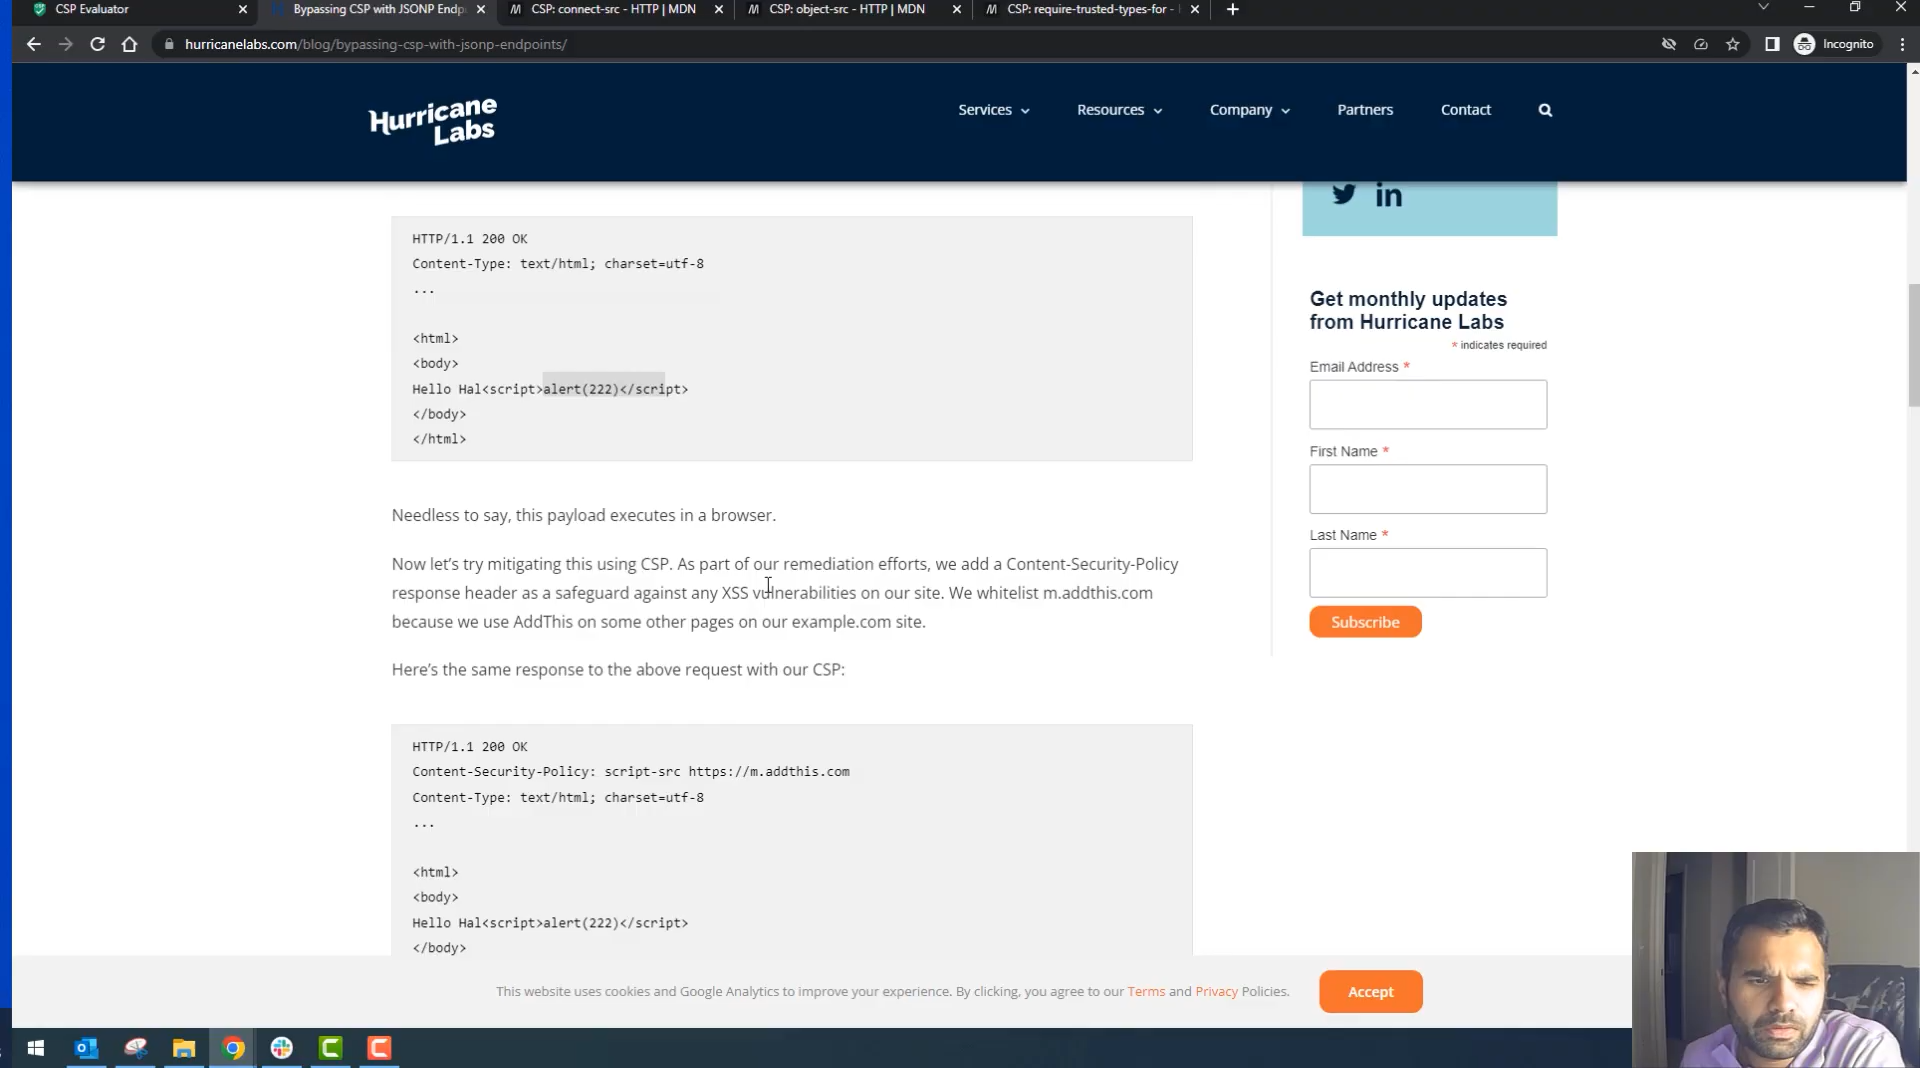 CSP Evaluator
Bypassing CSP with JSONP Endp
CSP: connect-src - HTTP | MDN
CSP: object-src - HTTP | MDN
CSP: require-trusted-types-for -
hurricanelabs.com/blog/bypassing-csp-with-jsonp-endpoints/
Incognito
Hurricane
Labs
Services
Resources
Company
Partners
Contact
HTTP/1.1 200 OK
Content-Type: text/html; charset=utf-8
...
<html>
<body>
Hello Hal<script>alert(222)</script>
</body>
</html>
Needless to say, this payload executes in a browser.
Now let’s try mitigating this using CSP. As part of our remediation efforts, we add a Content-Security-Policy
response header as a safeguard against any XSS vulnerabilities on our site. We whitelist m.addthis.com
because we use AddThis on some other pages on our example.com site.
Here’s the same response to the above request with our CSP:
HTTP/1.1 200 OK
Content-Security-Policy: script-src https://m.addthis.com
Content-Type: text/html; charset=utf-8
...
<html>
<body>
Hello Hal<script>alert(222)</script>
</body>
in
Get monthly updates
from Hurricane Labs
* indicates required
Email Address *
First Name *
Last Name *
Subscribe
This website uses cookies and Google Analytics to improve your experience. By clicking, you agree to our Terms and Privacy Policies.
Accept